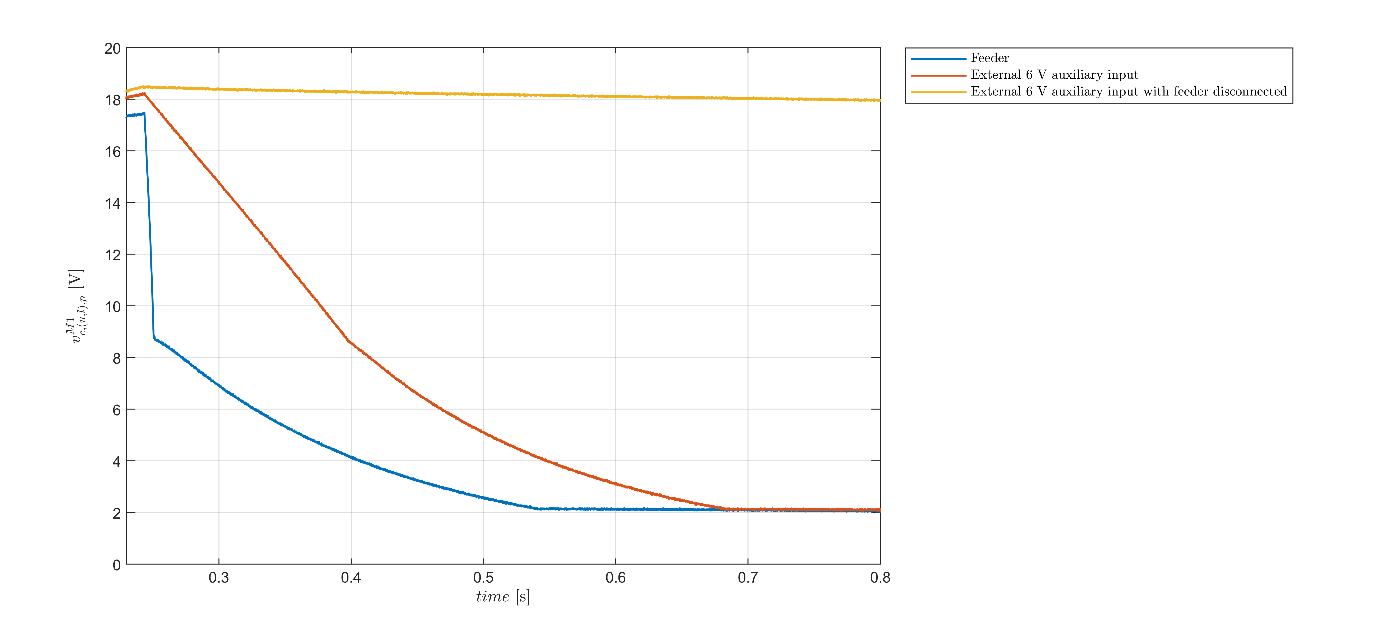 20
18
16
14
12
10
8
6
4
2
0
0.3 0.4 0.5 0.6 0.7 0.8
time [s]
v^{M1}_{c,(u,l),p} [V]
Feeder
External 6 V auxiliary input
External 6 V auxiliary input with feeder disconnected